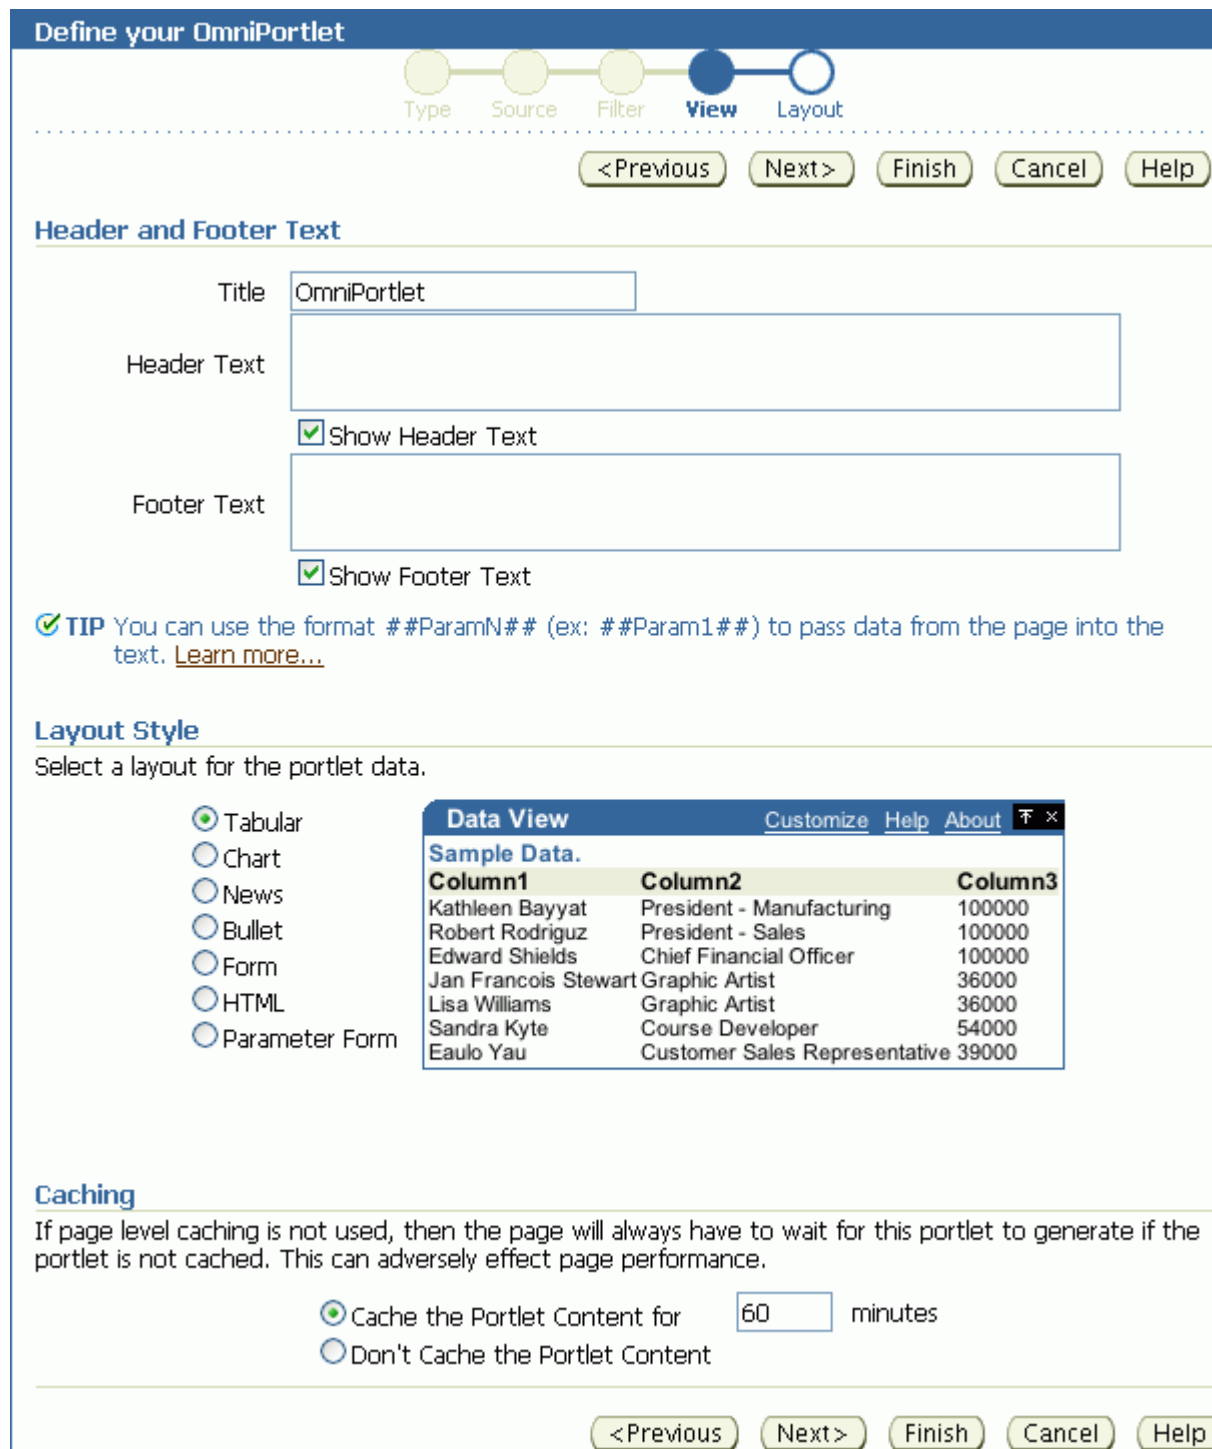 Define your OmniPortlet
Type Source Filter View Layout
<Previous Next> Finish Cancel Help
Header and Footer Text
Title OmniPortlet
Header Text
Show Header Text
Footer Text
Show Footer Text
TIP You can use the format ##ParamN## (ex: ##Param1##) to pass data from the page into the
text. Learn more...
Layout Style
Select a layout for the portlet data.
Tabular
Chart
News
Bullet
Form
HTML
Parameter Form
Data View Customize Help About
Sample Data.
Column1 Column2 Column3
Kathleen Bayyat President - Manufacturing 100000
Robert Rodriguz President - Sales 100000
Edward Shields Chief Financial Officer 100000
Jan Francois Stewart Graphic Artist 36000
Lisa Williams Graphic Artist 36000
Sandra Kyte Course Developer 54000
Eaulo Yau Customer Sales Representative 39000
Caching
If page level caching is not used, then the page will always have to wait for this portlet to generate if the
portlet is not cached. This can adversely effect page performance.
Cache the Portlet Content for 60 minutes
Don't Cache the Portlet Content
<Previous Next> Finish Cancel Help